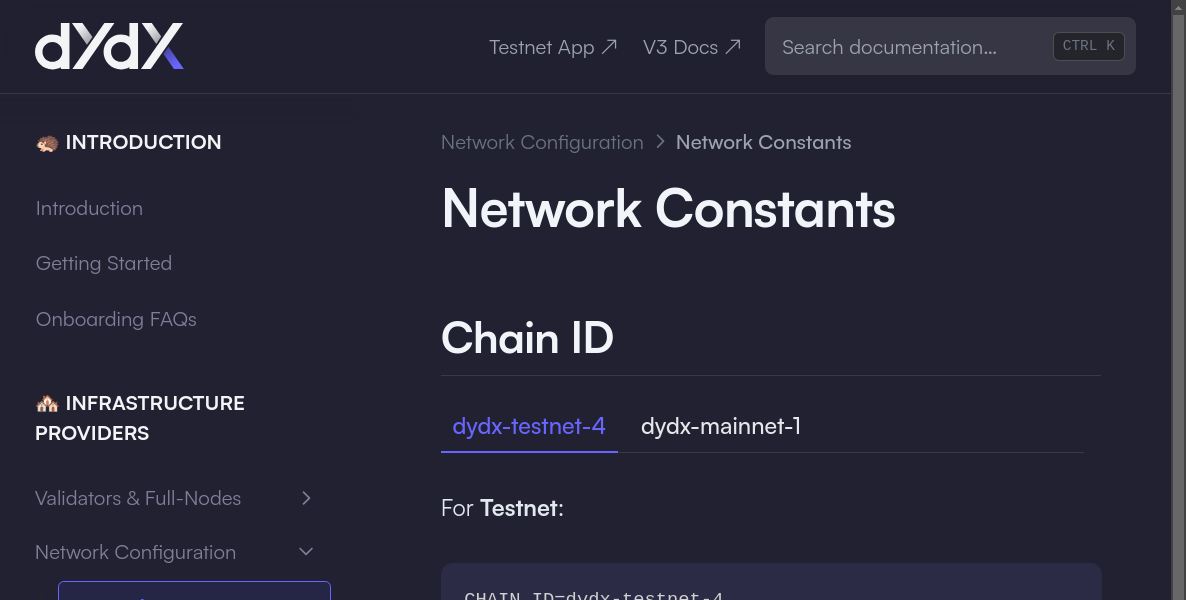 dYdX
Testnet App ↗
V3 Docs ↗
Search documentation...
CTRL K
INTRODUCTION
Introduction
Getting Started
Onboarding FAQs
INFRASTRUCTURE
PROVIDERS
Validators & Full-Nodes
Network Configuration
Network Configuration > Network Constants
Network Constants
Chain ID
dydx-testnet-4
dydx-mainnet-1
For Testnet:
CHAIN_ID=dydx-testnet-4